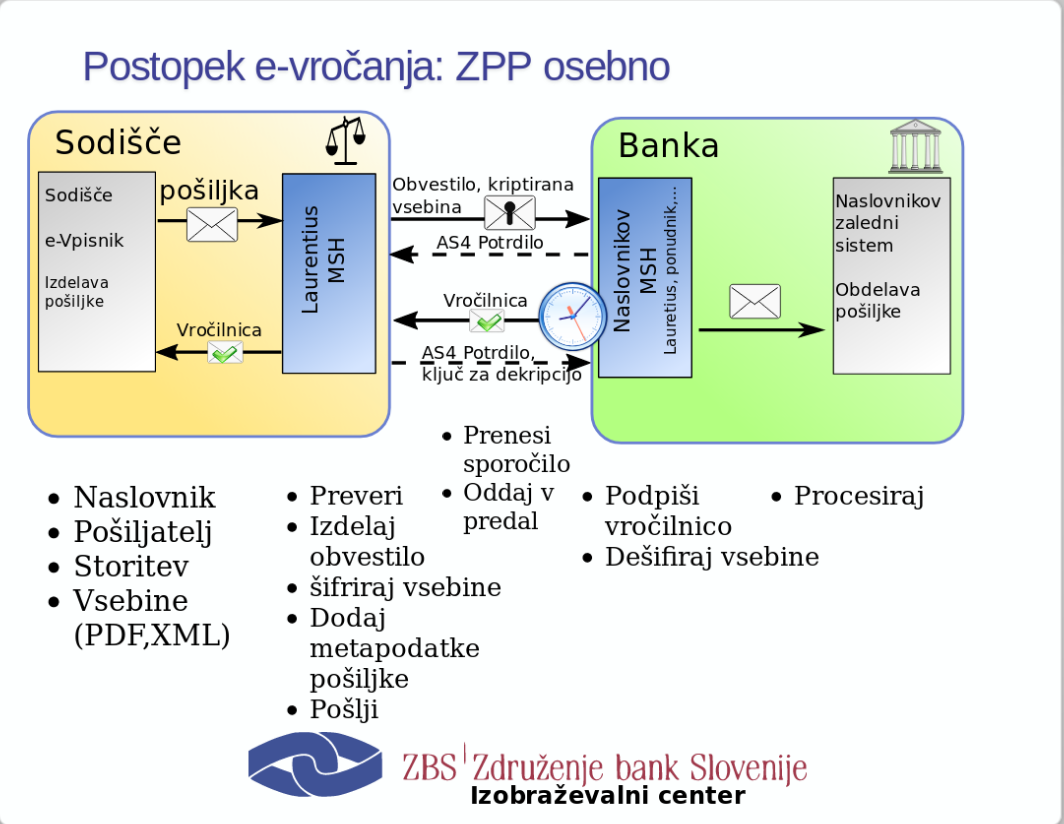 Postopek e-vročanja: ZPP osebno
Sodišče
Sodišče
e-Vpisnik
Izdelava
pošiljke
pošiljka
Vročilnica
Laurentius
MSH
Obvestilo, kriptirana
vsebina
AS4 Potrdilo
Vročilnica
AS4 Potrdilo,
ključ za dekripcijo
Banka
Naslovnikov
MSH
Lauretius, ponudnik,...
Naslovnikov
zaledni
sistem
Obdelava
pošiljke
• Naslovnik
• Pošiljatelj
• Storitev
• Vsebine
(PDF,XML)
• Preveri
• Izdelaj
obvestilo
• šifriraj vsebine
• Dodaj
metapodatke
pošiljke
• Pošlji
• Prenesi
sporočilo
• Oddaj v
predal
• Podpiši
vročilnico
• Dešifiraj vsebine
• Procesiraj
ZBS Združenje bank Slovenije
Izobraževalni center